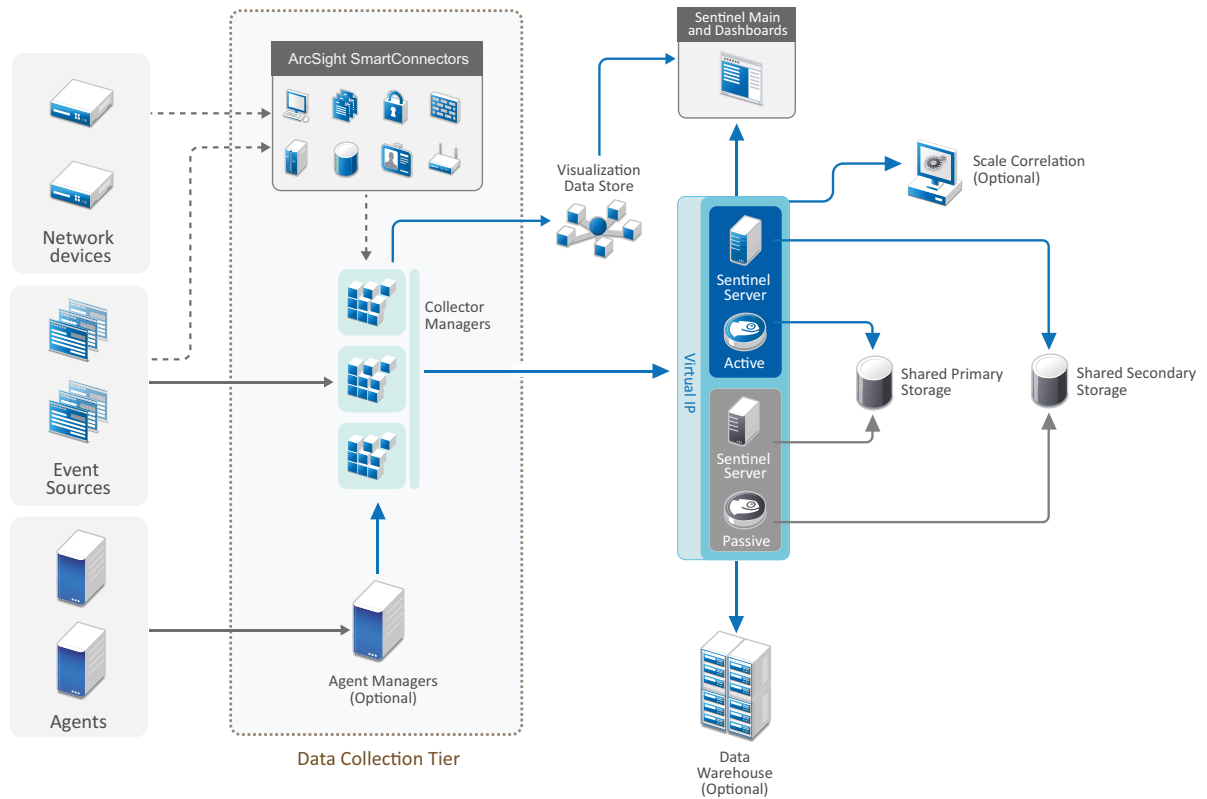 Sentinel Main
and Dashboards
ArcSight SmartConnectors
Visualization
Data Store
Scale Correlation
(Optional)
Network
devices
Collector
Managers
Sentinel
Server
Active
Virtual IP
Shared Primary
Storage
Shared Secondary
Storage
Sentinel
Server
Passive
Event
Sources
Agents
Agent Managers
(Optional)
Data Collection Tier
Data
Warehouse
(Optional)